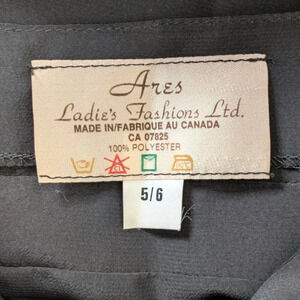 Ares
Ladie's Fashions Ltd.
MADE IN/FABRIQUE AU CANADA
CA 07825
100% POLYESTER
5/6